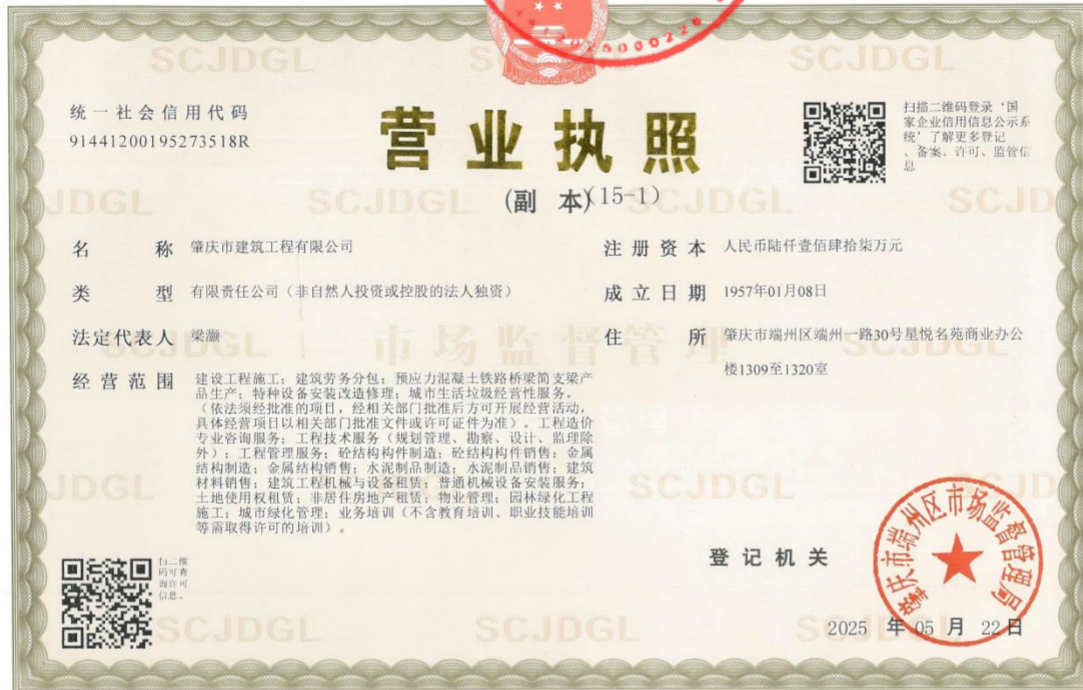 统一社会信用代码
91441200195273518R
营业执照
(副 本)(15-1)
扫描二维码登录‘国
家企业信用信息公示系
统’了解更多登记
、备案、许可、监管信
息
名 称 肇庆市建筑工程有限公司
类 型 有限责任公司（非自然人投资或控股的法人独资）
法定代表人 梁灏
经营范围 建设工程施工；建筑劳务分包；预应力混凝土铁路桥梁简支梁产
品生产；特种设备安装改造修理；城市生活垃圾经营性服务。
（依法须经批准的项目，经相关部门批准后方可开展经营活动，
具体经营项目以相关部门批准文件或许可证件为准）。工程造价
专业咨询服务；工程技术服务（规划管理、勘察、设计、监理除
外）；工程管理服务；砼结构构件制造；砼结构构件销售；金属
结构制造；金属结构销售；水泥制品制造；水泥制品销售；建筑
材料销售；建筑工程机械与设备租赁；普通机械设备安装服务；
土地使用权租赁；非居住房地产租赁；物业管理；园林绿化工程
施工；城市绿化管理；业务培训（不含教育培训、职业技能培训
等需取得许可的培训）。
注册资本 人民币陆仟壹佰肆拾柒万元
成立日期 1957年01月08日
住 所 肇庆市端州区端州一路30号星悦名苑商业办公
楼1309至1320室
扫二维
码可查
询许可
信息。
登记机关
肇庆市端州区市场监督管理局
2025 年 05 月 22 日
SCJDGL
市场监督管理